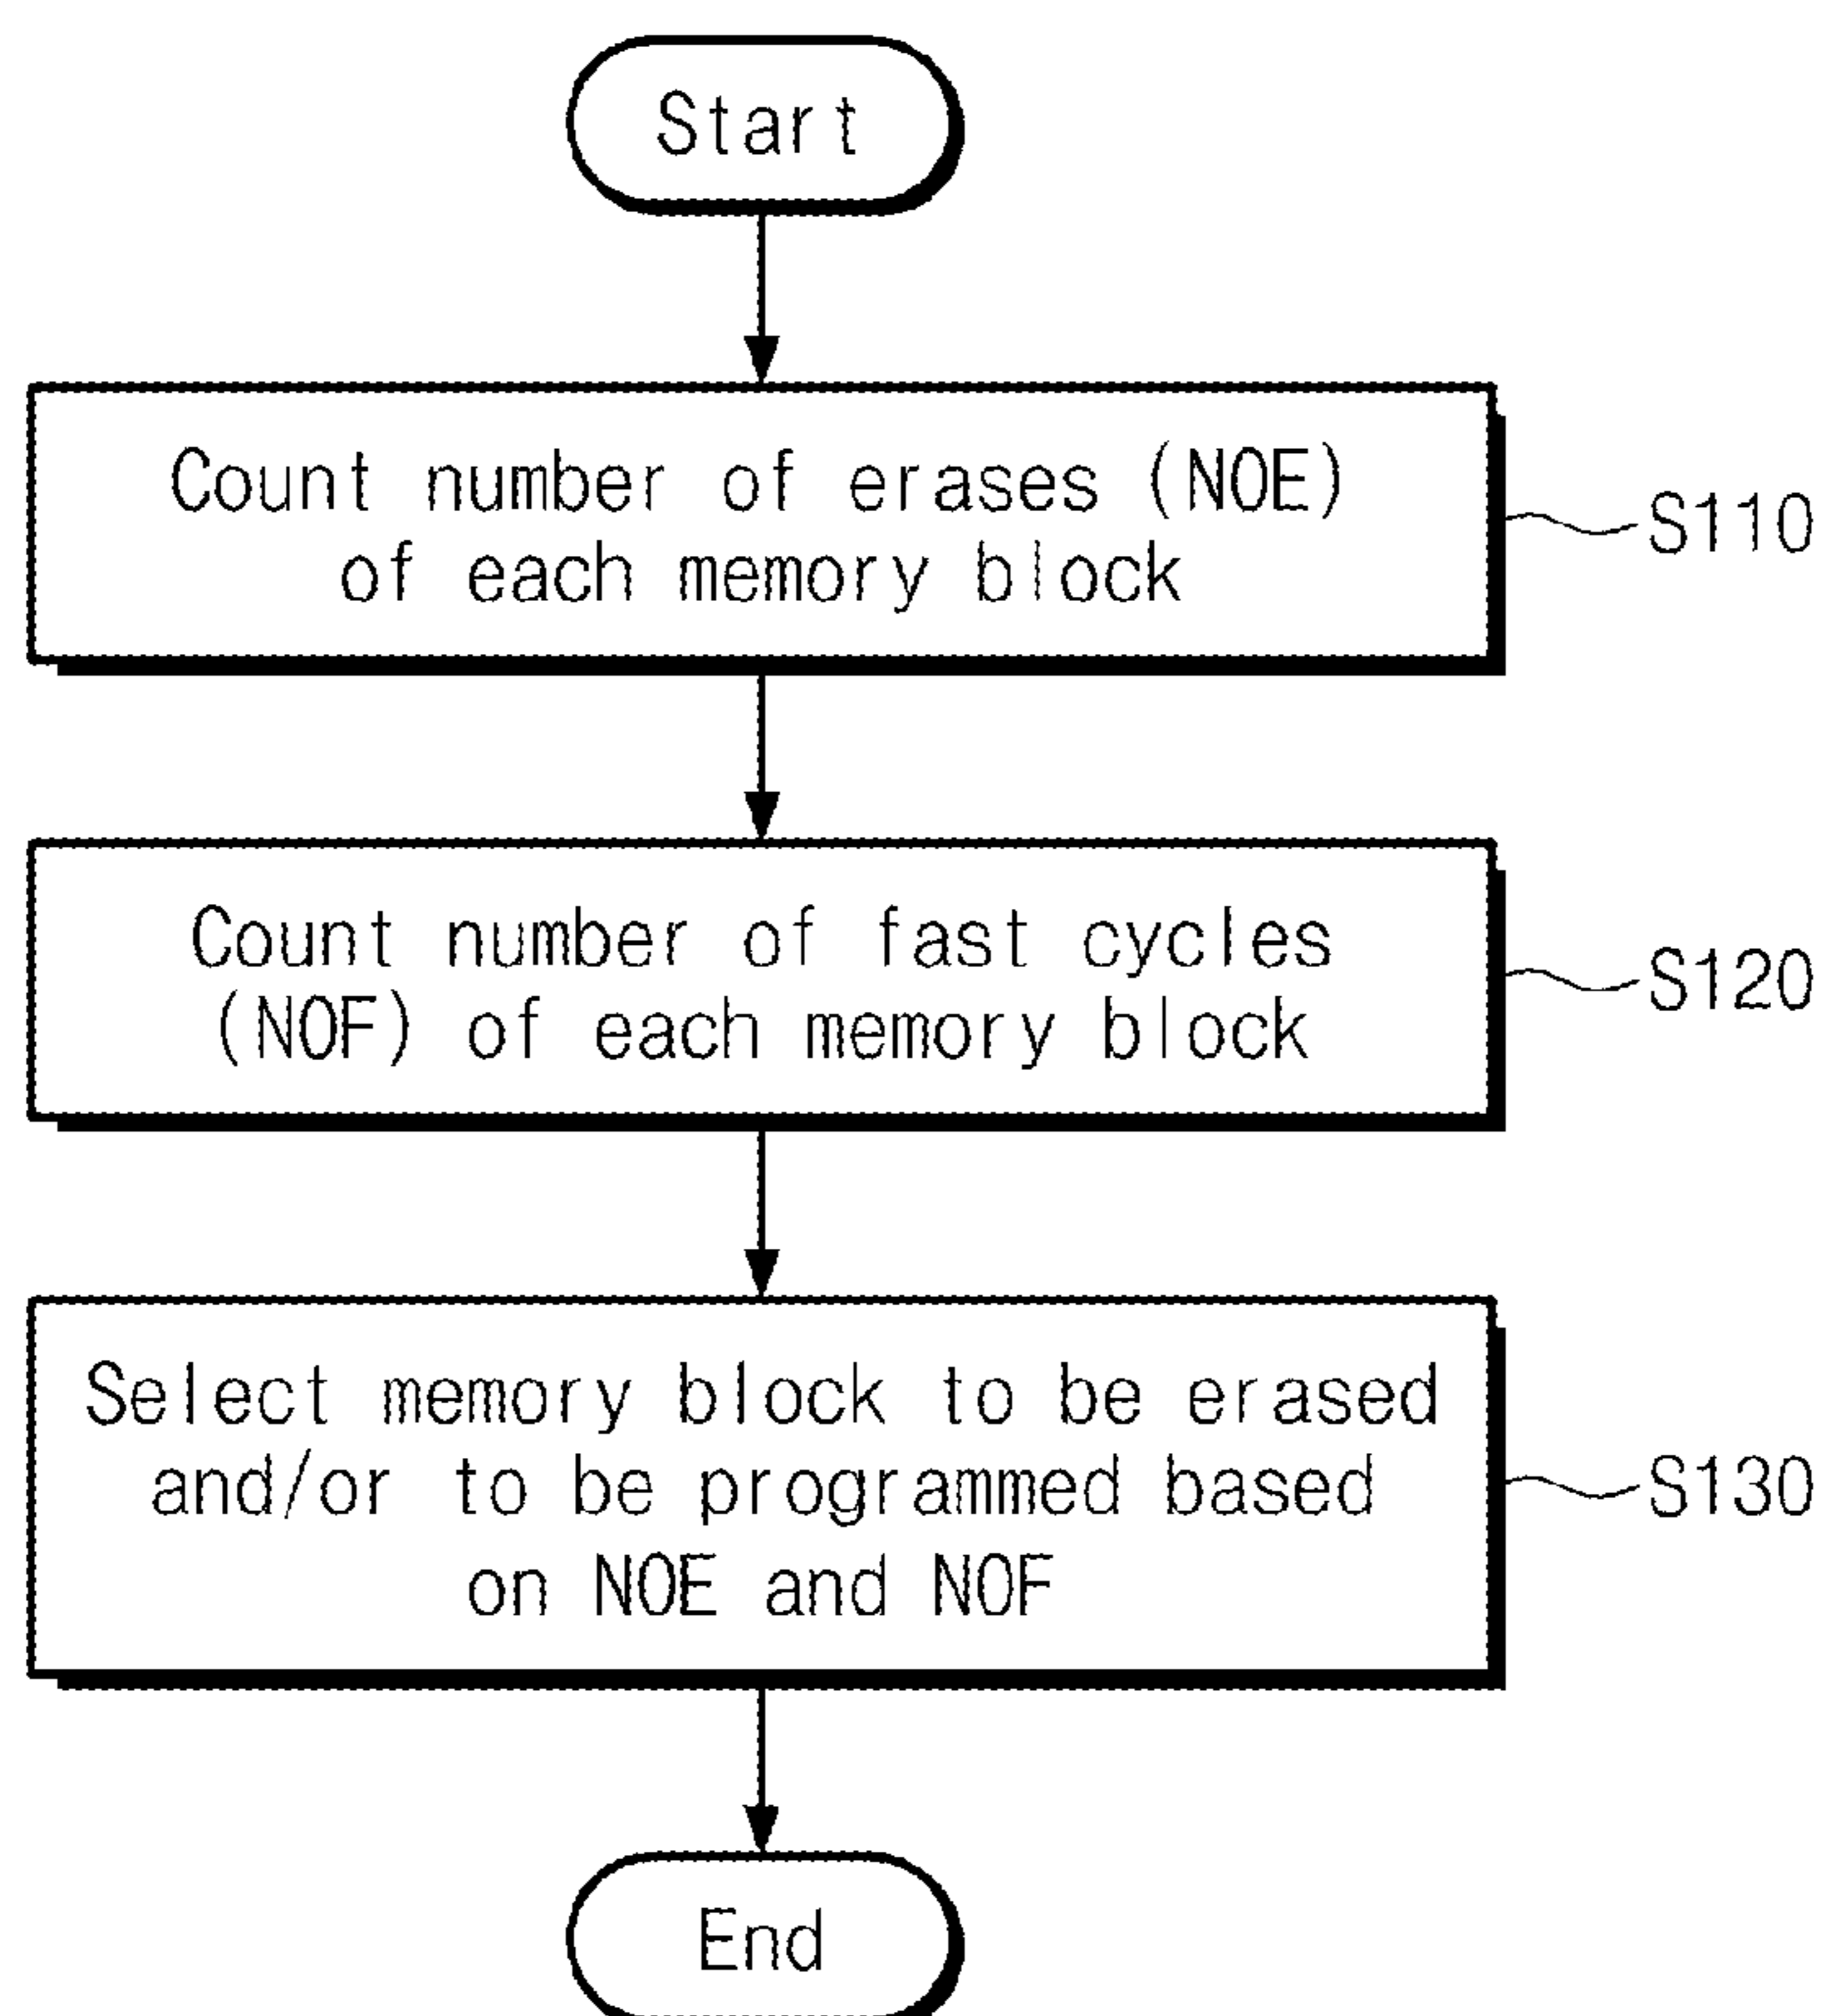 Start
Count number of erases (NOE)
of each memory block
S110
Count number of fast cycles
(NOF) of each memory block
S120
Select memory block to be erased
and/or to be programmed based
on NOE and NOF
S130
End